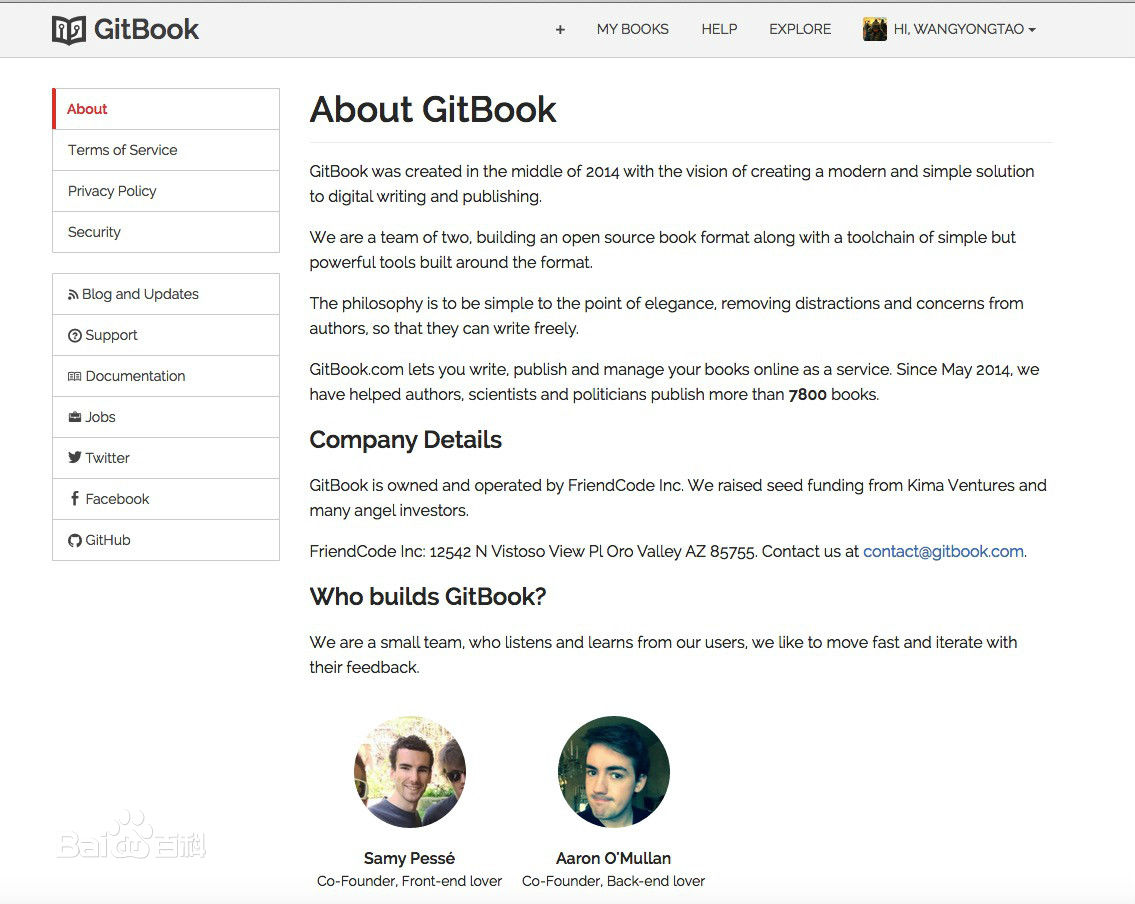 GitBook
+ MY BOOKS HELP EXPLORE HI, WANGYONGTAO
About
Terms of Service
Privacy Policy
Security
Blog and Updates
Support
Documentation
Jobs
Twitter
Facebook
GitHub
About GitBook
GitBook was created in the middle of 2014 with the vision of creating a modern and simple solution
to digital writing and publishing.
We are a team of two, building an open source book format along with a toolchain of simple but
powerful tools built around the format.
The philosophy is to be simple to the point of elegance, removing distractions and concerns from
authors, so that they can write freely.
GitBook.com lets you write, publish and manage your books online as a service. Since May 2014, we
have helped authors, scientists and politicians publish more than 7800 books.
Company Details
GitBook is owned and operated by FriendCode Inc. We raised seed funding from Kima Ventures and
many angel investors.
FriendCode Inc: 12542 N Vistoso View Pl Oro Valley AZ 85755. Contact us at contact@gitbook.com.
Who builds GitBook?
We are a small team, who listens and learns from our users, we like to move fast and iterate with
their feedback.
Samy Pessé
Co-Founder, Front-end lover
Aaron O'Mullan
Co-Founder, Back-end lover
Bai du 百科